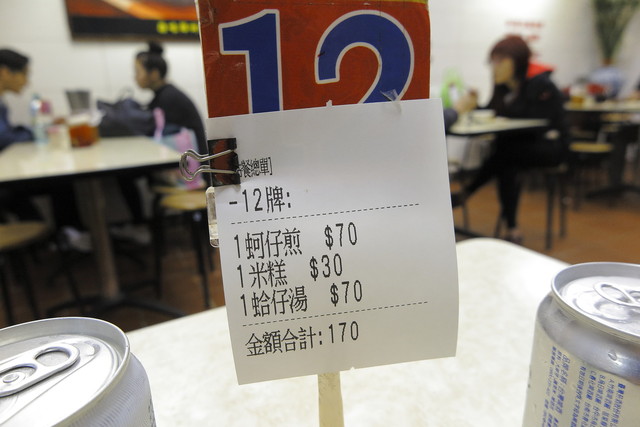 12
餐總單]
-12牌:
1蚵仔煎 $70
1米糕 $30
1蛤仔湯 $70
金額合計:170